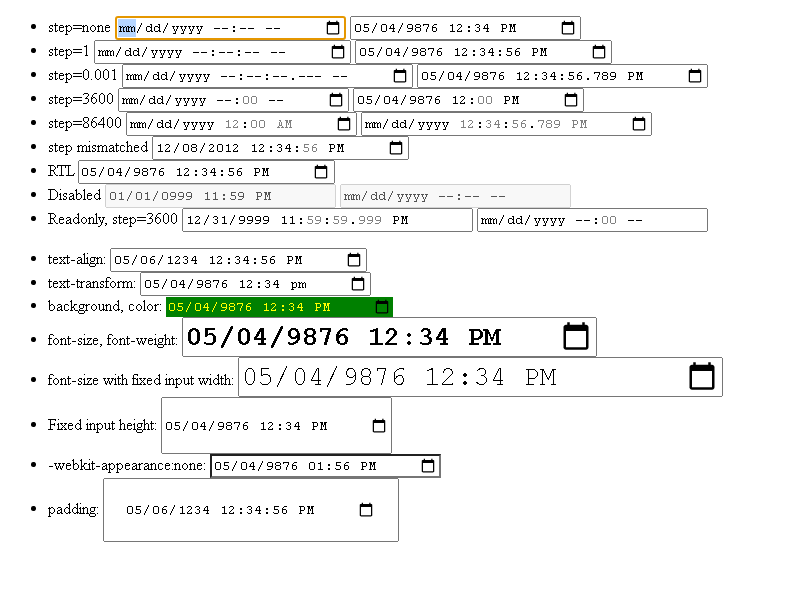 step=none mm/dd/yyyy --:-- -- 05/04/9876 12:34 PM
step=1 mm/dd/yyyy --:--:-- -- 05/04/9876 12:34:56 PM
step=0.001 mm/dd/yyyy --:--:--.--- -- 05/04/9876 12:34:56.789 PM
step=3600 mm/dd/yyyy --:00 -- 05/04/9876 12:00 PM
step=86400 mm/dd/yyyy 12:00 AM mm/dd/yyyy 12:34:56.789 PM
step mismatched 12/08/2012 12:34:56 PM
RTL 05/04/9876 12:34:56 PM
Disabled 01/01/0999 11:59 PM mm/dd/yyyy --:-- --
Readonly, step=3600 12/31/9999 11:59:59.999 PM mm/dd/yyyy --:00 --
text-align: 05/06/1234 12:34:56 PM
text-transform: 05/04/9876 12:34 pm
background, color: 05/04/9876 12:34 PM
font-size, font-weight: 05/04/9876 12:34 PM
font-size with fixed input width: 05/04/9876 12:34 PM
Fixed input height: 05/04/9876 12:34 PM
-webkit-appearance:none: 05/04/9876 01:56 PM
padding: 05/06/1234 12:34:56 PM